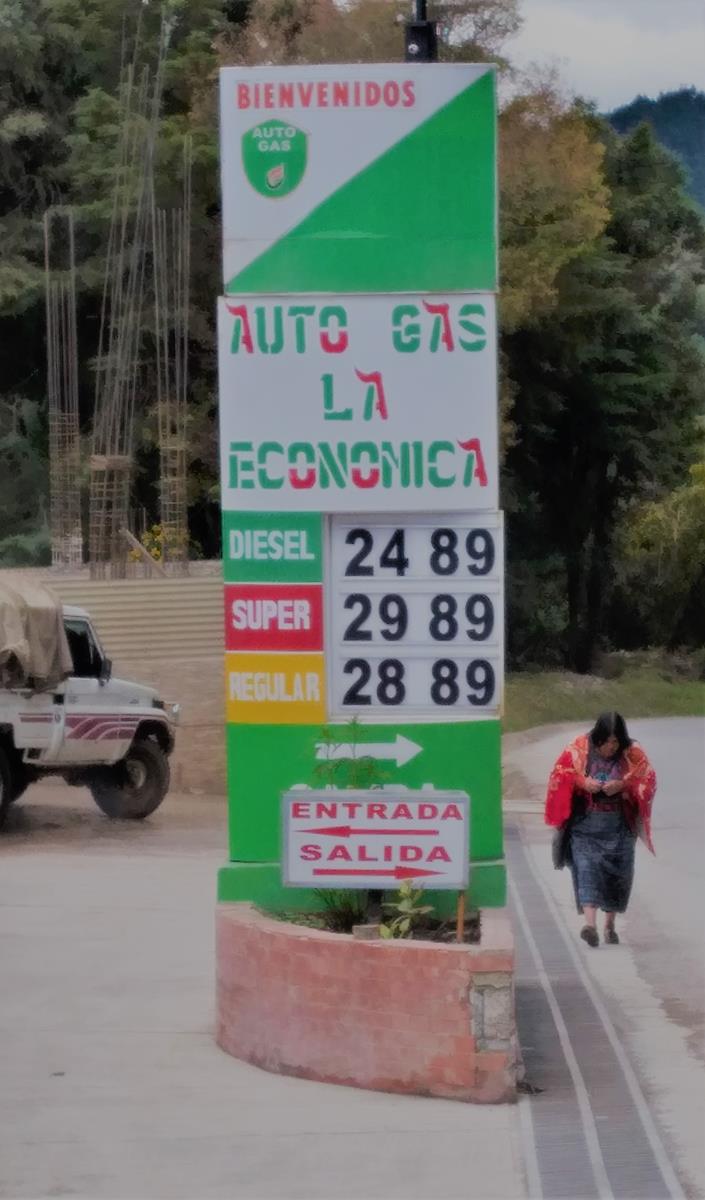 BIENVENIDOS
AUTO
GAS
AUTO GAS
LA
ECONOMICA
DIESEL 24 89
SUPER 29 89
REGULAR 28 89
ENTRADA
SALIDA